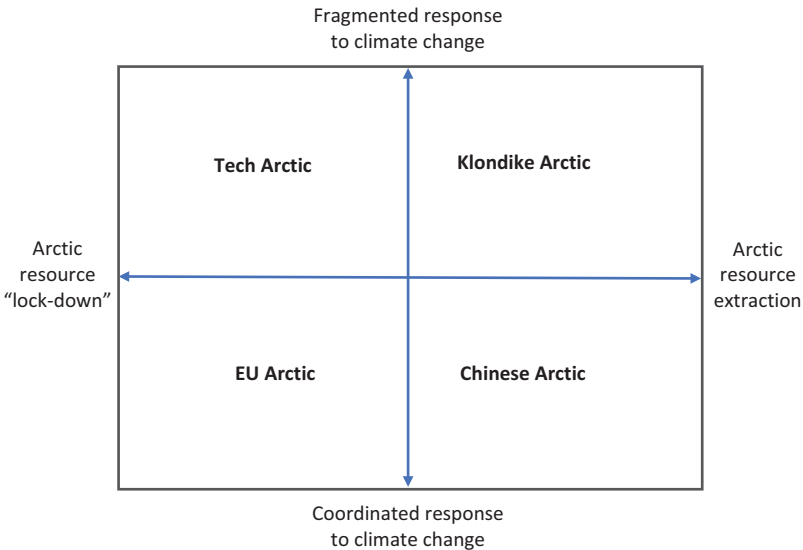 Fragmented response
to climate change
Tech Arctic
Klondike Arctic
Arctic
resource
“lock-down”
Arctic
resource
extraction
EU Arctic
Chinese Arctic
Coordinated response
to climate change